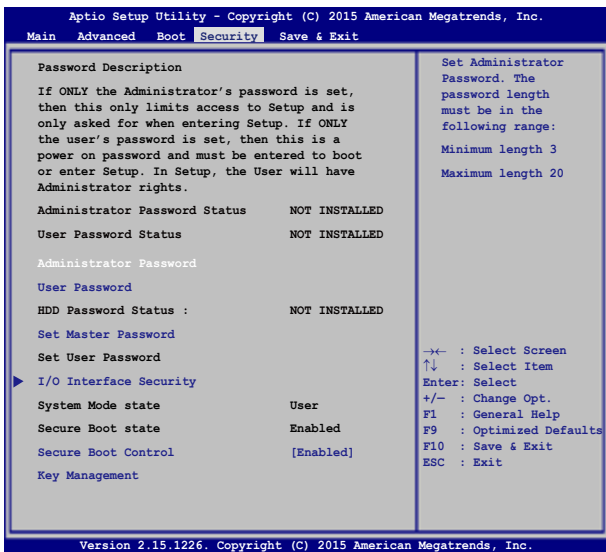 Aptio Setup Utility - Copyright (C) 2015 American Megatrends, Inc.
Main Advanced Boot Security Save & Exit
Password Description
If ONLY the Administrator's password is set,
then this only limits access to Setup and is
only asked for when entering Setup. If ONLY
the user's password is set, then this is a
power on password and must be entered to boot
or enter Setup. In Setup, the User will have
Administrator rights.
Administrator Password Status NOT INSTALLED
User Password Status NOT INSTALLED
Administrator Password
User Password
HDD Password Status : NOT INSTALLED
Set Master Password
Set User Password
I/O Interface Security
System Mode state User
Secure Boot state Enabled
Secure Boot Control [Enabled]
Key Management
Set Administrator
Password. The
password length
must be in the
following range:
Minimum length 3
Maximum length 20
→← : Select Screen
↑↓ : Select Item
Enter: Select
+/— : Change Opt.
F1 : General Help
F9 : Optimized Defaults
F10 : Save & Exit
ESC : Exit
Version 2.15.1226. Copyright (C) 2015 American Megatrends, Inc.